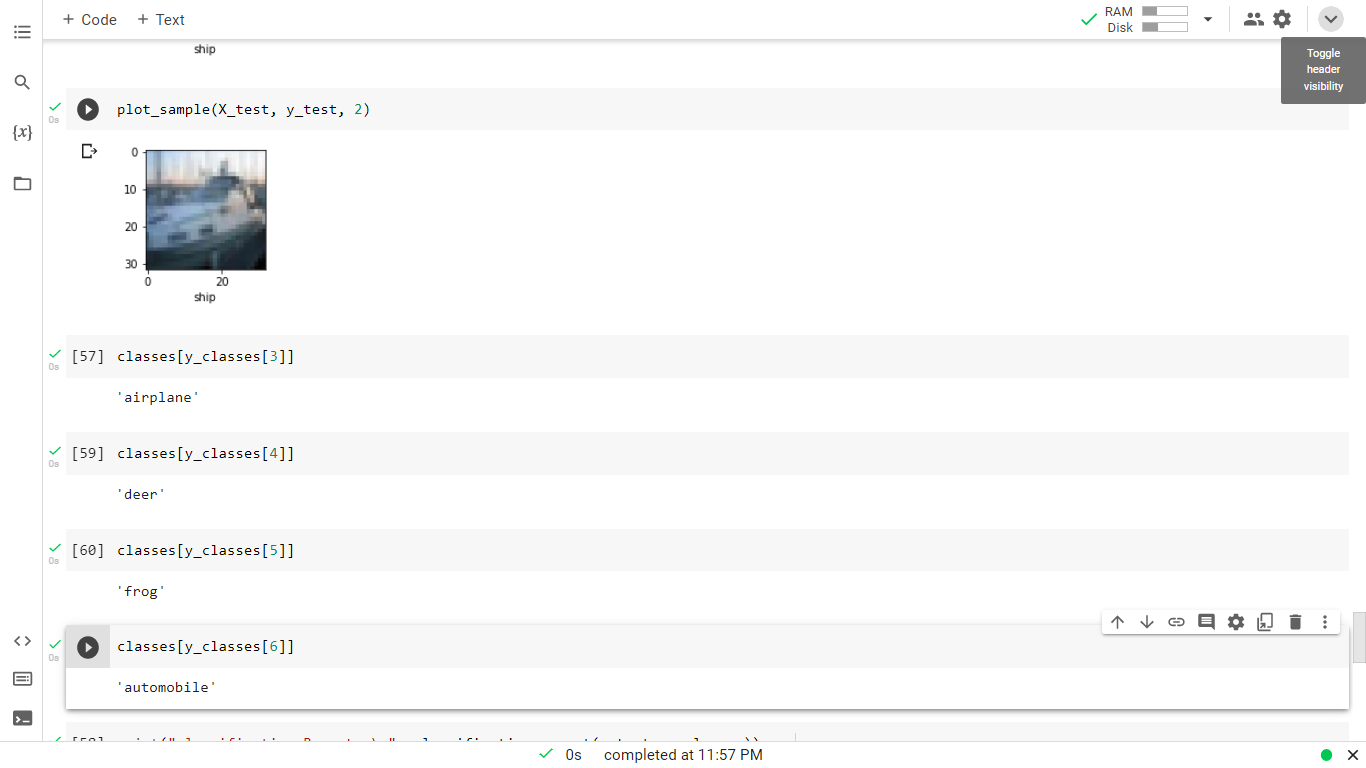 + Code + Text
RAM
Disk
Toggle
header
visibility
ship
0s
plot_sample(X_test, y_test, 2)
0
10
20
30
0 20
ship
0s
[57] classes[y_classes[3]]
'airplane'
0s
[59] classes[y_classes[4]]
'deer'
0s
[60] classes[y_classes[5]]
'frog'
{x}
0s
classes[y_classes[6]]
'automobile'
0s completed at 11:57 PM